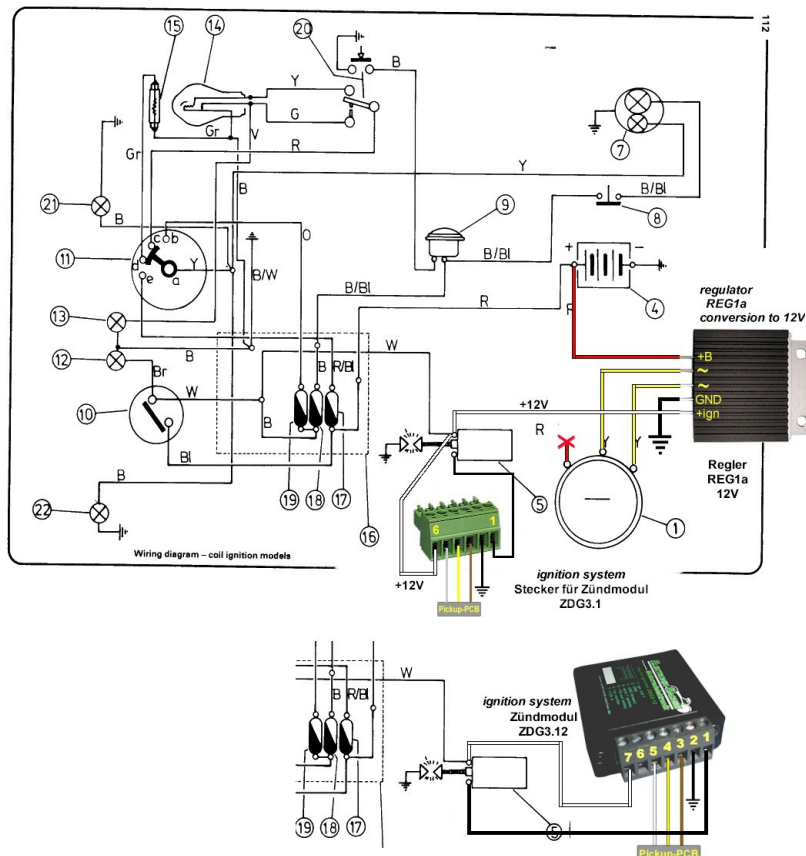 112
15
14
20
B
Y
G
Gr
V
R
Gr
7
Y
B
B/Bl
8
21
B
c b
9
11
d
a
Y
e
O
B/W
B/Bl
B/Bl
+ −
4
R
R
regulator
REG1a
conversion to 12V
13
12
B
Br
W
W
B R/Bl
+B
~
~
GND
+ign
10
B
Bl
+12V
R
Y
Y
19
18
17
16
5
1
Regler
REG1a
12V
B
22
6 1
Wiring diagram – coil ignition models
+12V
Pickup-PCB
ignition system
Stecker für Zündmodul
ZDG3.1
B R/Bl
W
ignition system
Zündmodul
ZDG3.12
7 6 5 4 3 2 1
19
18
17
5
Pickup-PCB